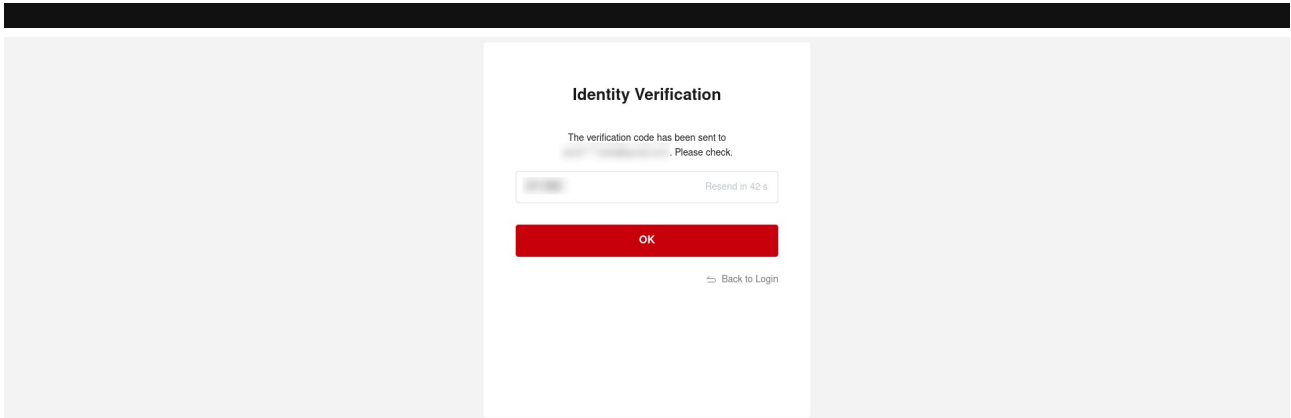 Identity Verification
The verification code has been sent to
. Please check.
Resend in 42 s
OK
Back to Login